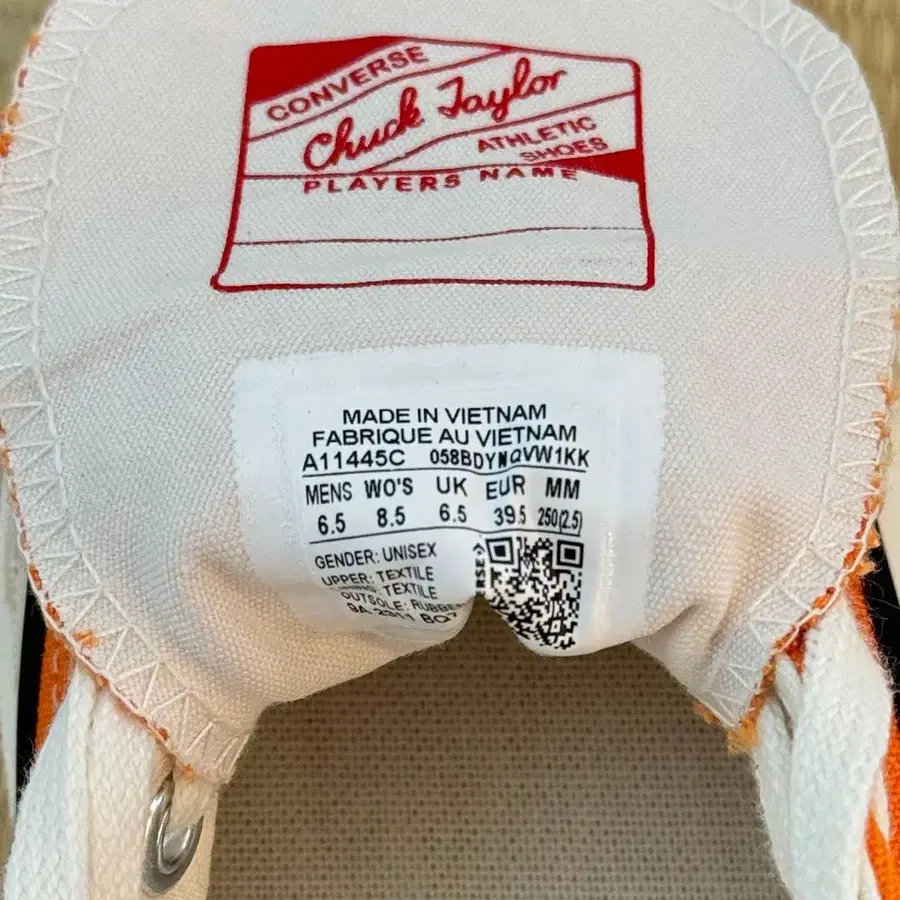 CONVERSE
Chuck Taylor
ATHLETIC
SHOES
PLAYERS NAME
MADE IN VIETNAM
FABRIQUE AU VIETNAM
A11445C 058BDYNQVW1KK
MENS WO'S UK EUR MM
6.5 8.5 6.5 39.5 250(2.5)
GENDER: UNISEX
UPPER: TEXTILE
TEXTILE
OUTSOLE: RUBBER